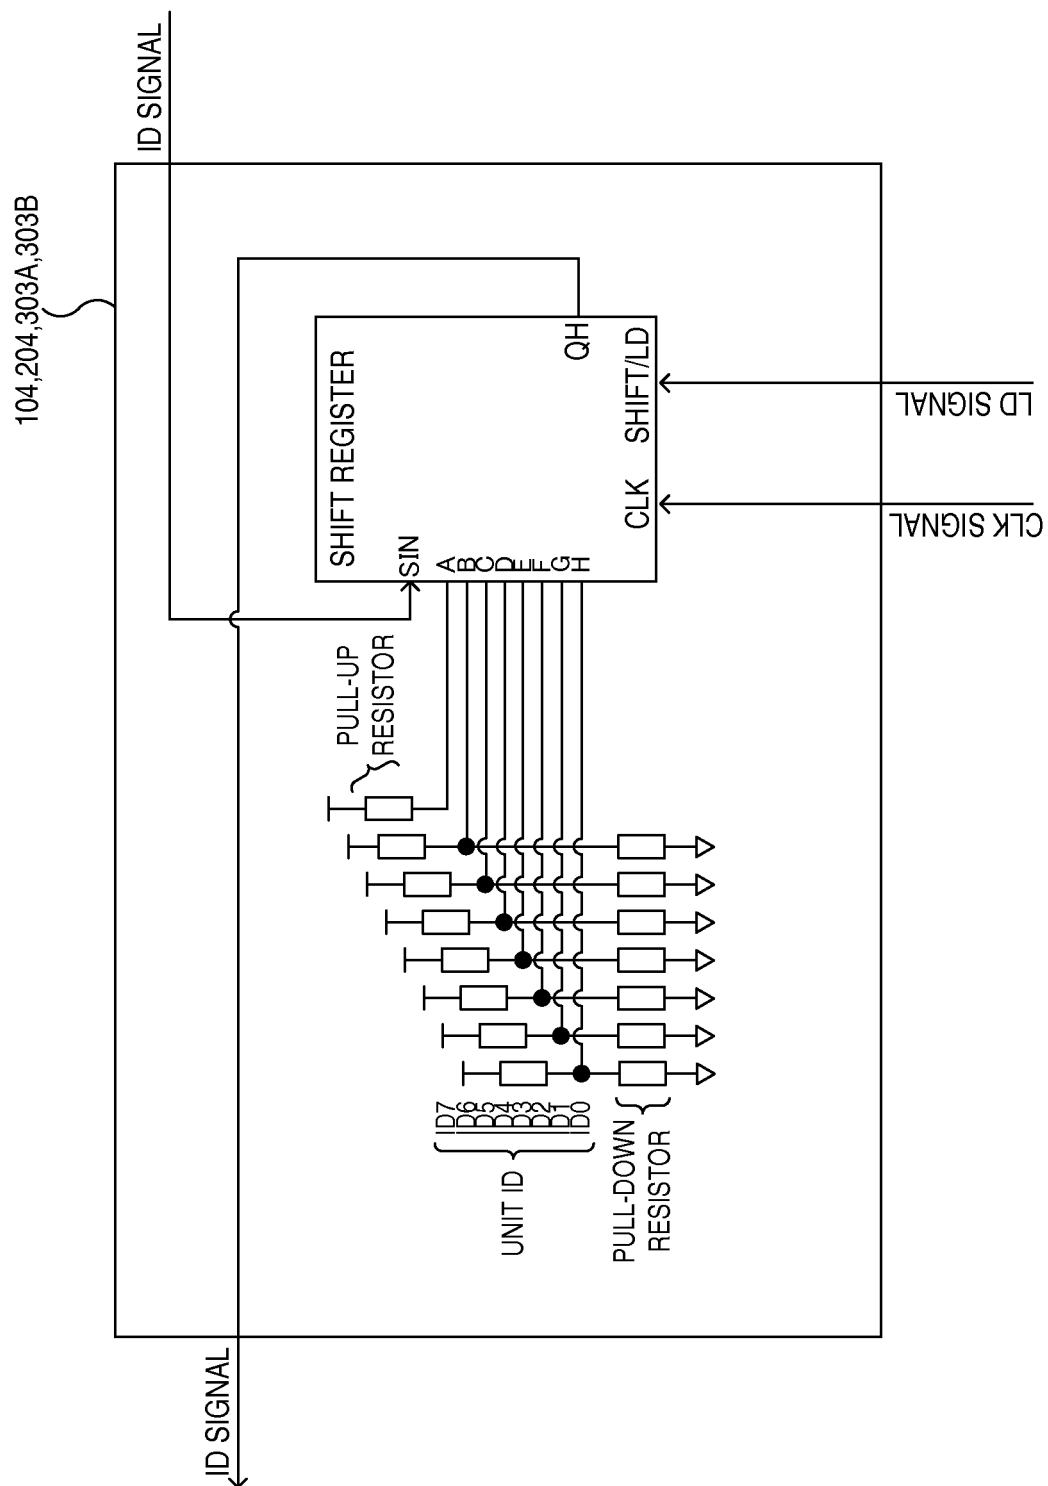 104,204,303A,303B
ID SIGNAL
SHIFT REGISTER
SIN
A
B
C
D
E
F
G
H
QH
CLK
SHIFT/LD
LD SIGNAL
CLK SIGNAL
PULL-UP
RESISTOR
ID7
ID6
ID5
ID4
ID3
ID2
ID1
ID0
UNIT ID
PULL-DOWN
RESISTOR
ID SIGNAL